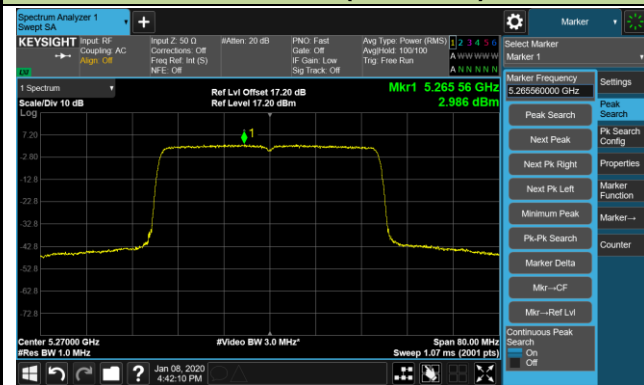 Spectrum Analyzer 1
Swept SA
+
Marker
KEYSIGHT
Input: RF
Coupling: AC
Align: Off
Input Z: 50 Ω
Corrections: Off
Freq Ref: Int (S)
NFE: Off
#Atten: 20 dB
PNO: Fast
Gate: Off
IF Gain: Low
Sig Track: Off
Avg Type: Power (RMS)
Avg|Hold: 100/100
Trig: Free Run
1 2 3 4 5 6
A W W W W W
A N N N N N
Select Marker
Marker 1
1 Spectrum
Scale/Div 10 dB
Log
Ref Lvl Offset 17.20 dB
Ref Level 17.20 dBm
Mkr1 5.265 56 GHz
2.986 dBm
1
7.20
-2.80
-12.8
-22.8
-32.8
-42.8
-52.8
-62.8
-72.8
Center 5.27000 GHz
#Res BW 1.0 MHz
#Video BW 3.0 MHz*
Span 80.00 MHz
Sweep 1.07 ms (2001 pts)
Marker Frequency
5.265560000 GHz
Peak Search
Next Peak
Next Pk Right
Next Pk Left
Minimum Peak
Pk-Pk Search
Marker Delta
Mkr→CF
Mkr→Ref Lvl
Continuous Peak
Search
On
Off
Settings
Peak
Search
Pk Search
Config
Properties
Marker
Function
Marker→
Counter
?
Jan 08, 2020
4:42:10 PM